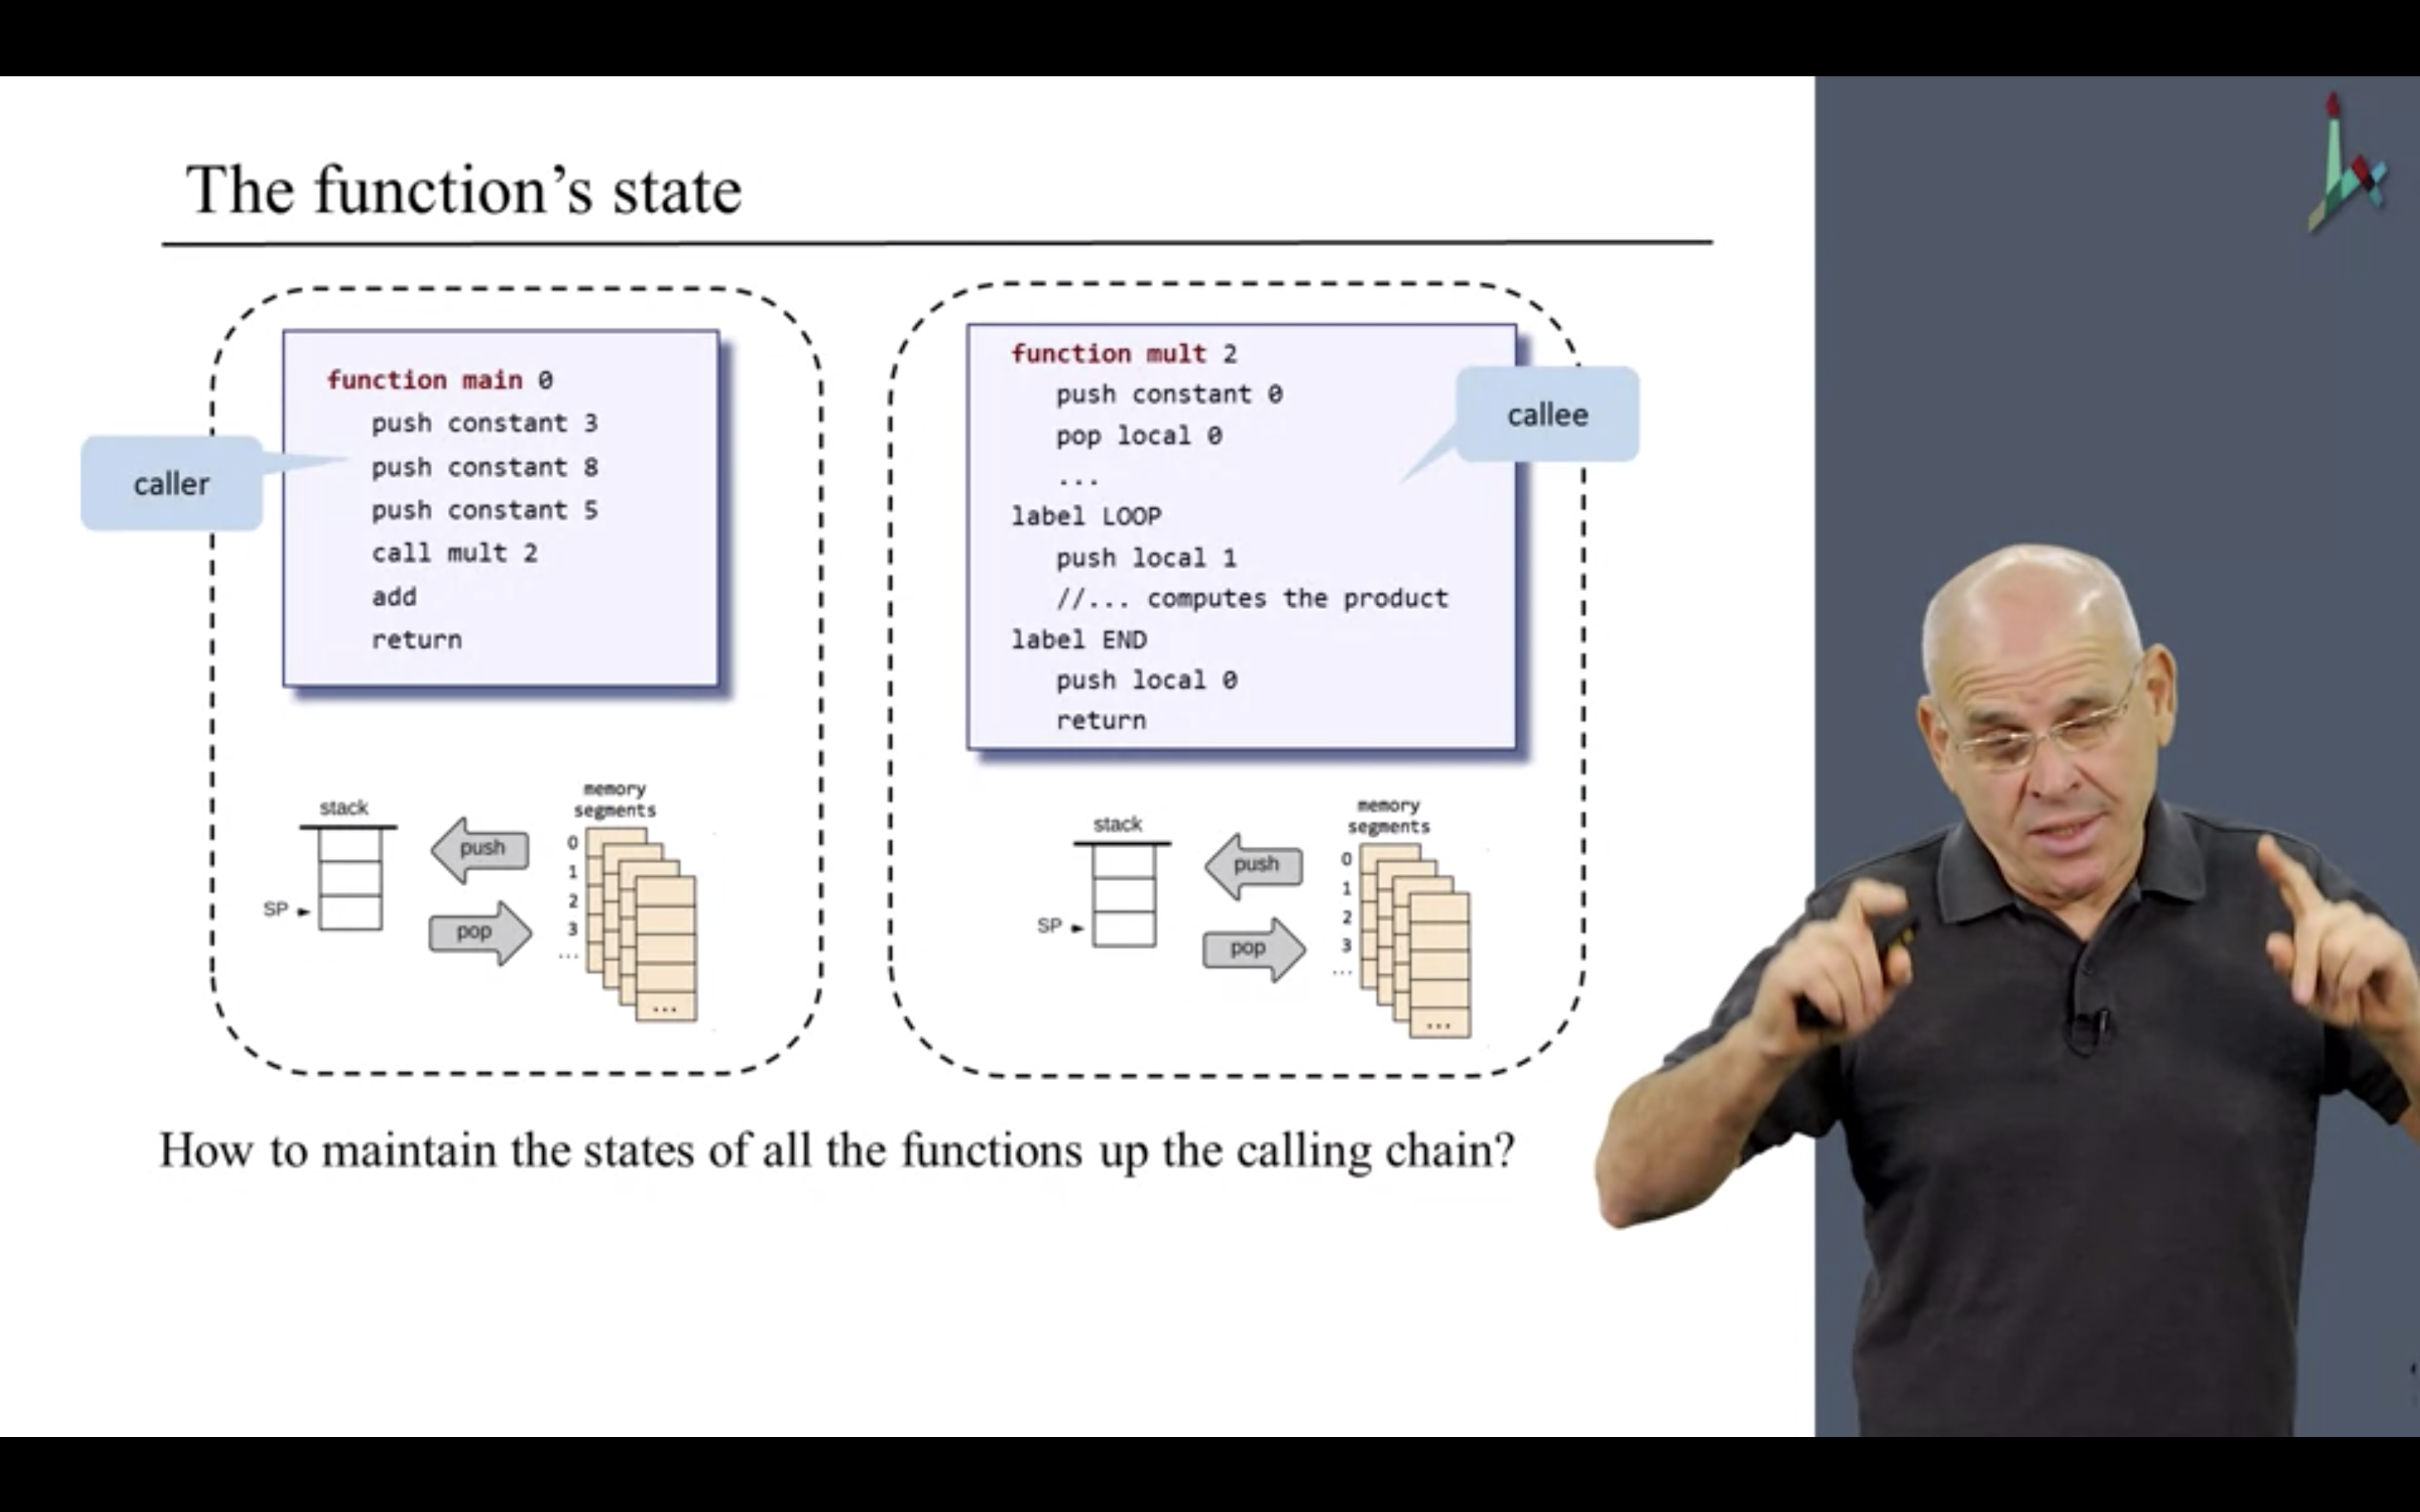 The function’s state
function main 0
push constant 3
push constant 8
push constant 5
call mult 2
add
return
caller
function mult 2
push constant 0
pop local 0
...
label LOOP
push local 1
//... computes the product
label END
push local 0
return
callee
stack
SP
push
pop
memory
segments
0
1
2
3
...
...
stack
SP
push
pop
memory
segments
0
1
2
3
...
...
How to maintain the states of all the functions up the calling chain?